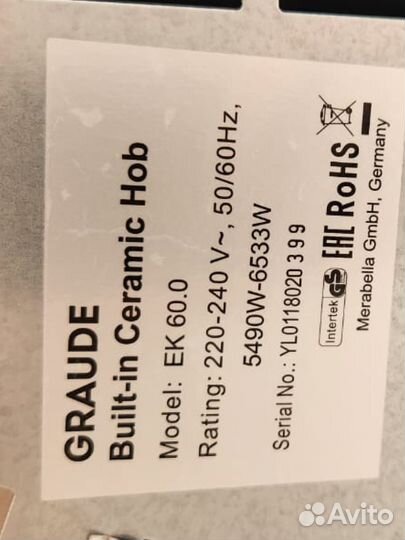 GRAUDE
Built-in Ceramic Hob
Model: EK 60.0
Rating: 220-240 V~, 50/60Hz,
5490W-6533W
Serial No.: YL0118020 3 9 9
Intertek GS EAC RoHS
Merabella GmbH, Germany
Avito